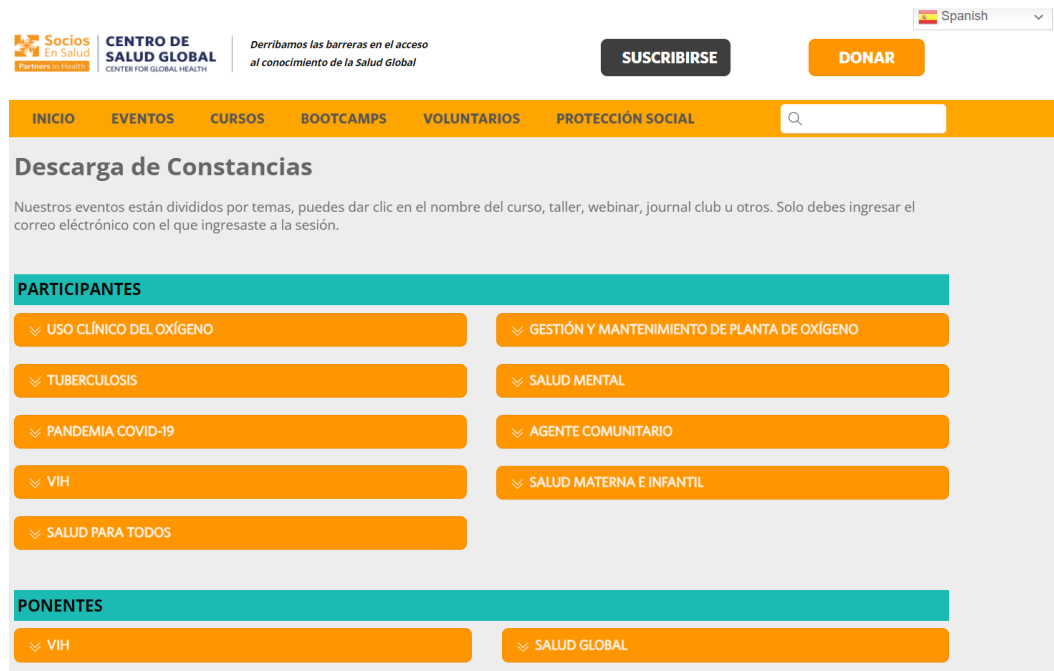 Spanish
Socios
En Salud
Partners In Health
CENTRO DE
SALUD GLOBAL
CENTER FOR GLOBAL HEALTH
Derribamos las barreras en el acceso
al conocimiento de la Salud Global
SUSCRIBIRSE
DONAR
INICIO EVENTOS CURSOS BOOTCAMPS VOLUNTARIOS PROTECCIÓN SOCIAL
Descarga de Constancias
Nuestros eventos están divididos por temas, puedes dar clic en el nombre del curso, taller, webinar, journal club u otros. Solo debes ingresar el
correo eléctrónico con el que ingresaste a la sesión.
PARTICIPANTES
USO CLÍNICO DEL OXÍGENO
GESTIÓN Y MANTENIMIENTO DE PLANTA DE OXÍGENO
TUBERCULOSIS
SALUD MENTAL
PANDEMIA COVID-19
AGENTE COMUNITARIO
VIH
SALUD MATERNA E INFANTIL
SALUD PARA TODOS
PONENTES
VIH
SALUD GLOBAL